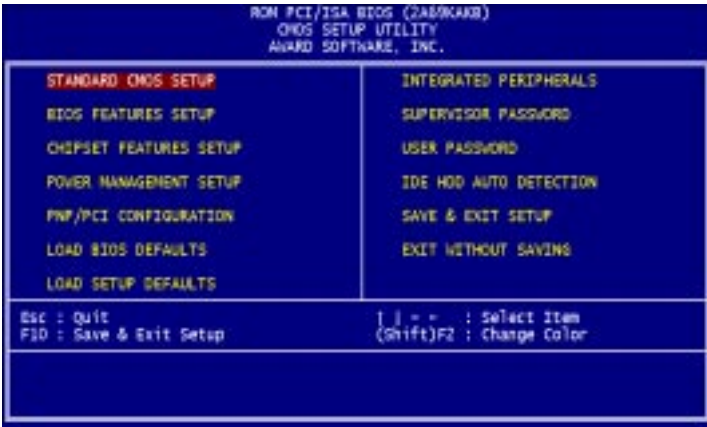 ROM PCI/ISA BIOS (2A69KAKB)
CMOS SETUP UTILITY
AWARD SOFTWARE, INC.
STANDARD CMOS SETUP
BIOS FEATURES SETUP
CHIPSET FEATURES SETUP
POWER MANAGEMENT SETUP
PNP/PCI CONFIGURATION
LOAD BIOS DEFAULTS
LOAD SETUP DEFAULTS
INTEGRATED PERIPHERALS
SUPERVISOR PASSWORD
USER PASSWORD
IDE HDD AUTO DETECTION
SAVE & EXIT SETUP
EXIT WITHOUT SAVING
Esc : Quit
F10 : Save & Exit Setup
: Select Item
(Shift)F2 : Change Color